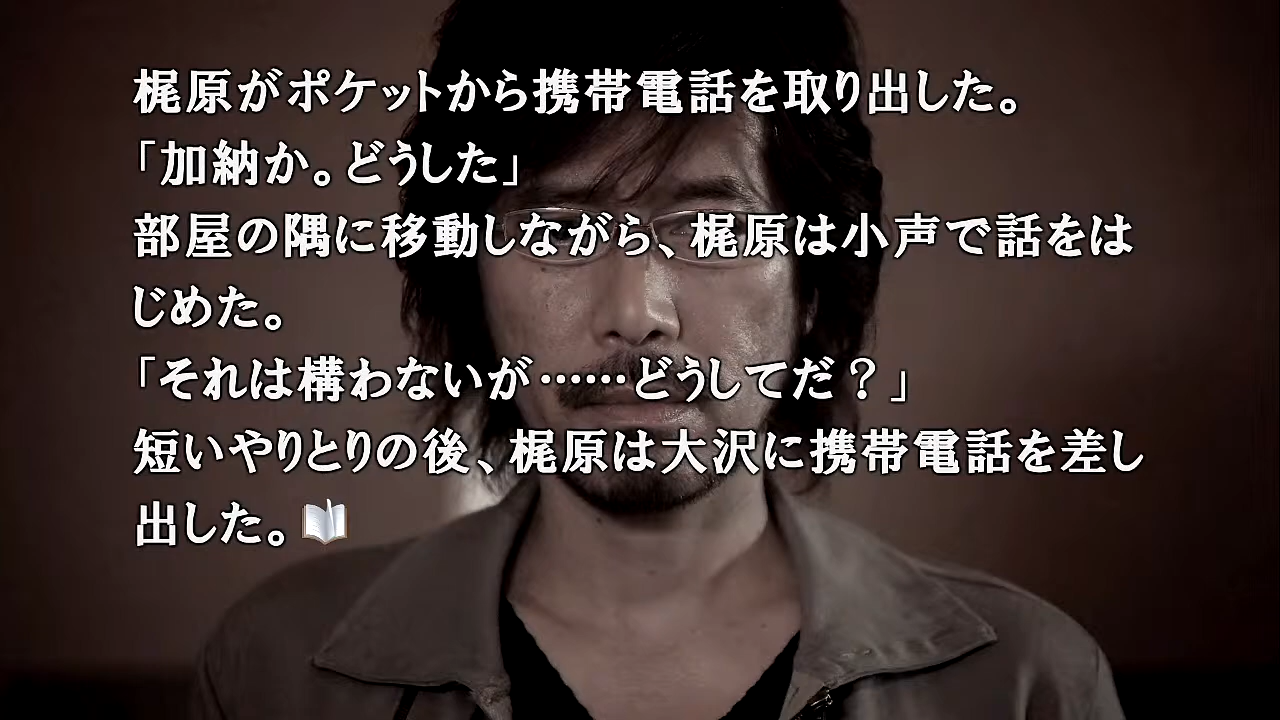 梶原がポケットから携帯電話を取り出した。
「加納か。どうした」
部屋の隅に移動しながら、梶原は小声で話をは
じめた。
「それは構わないが……どうしてだ？」
短いやりとりの後、梶原は大沢に携帯電話を差し
出した。